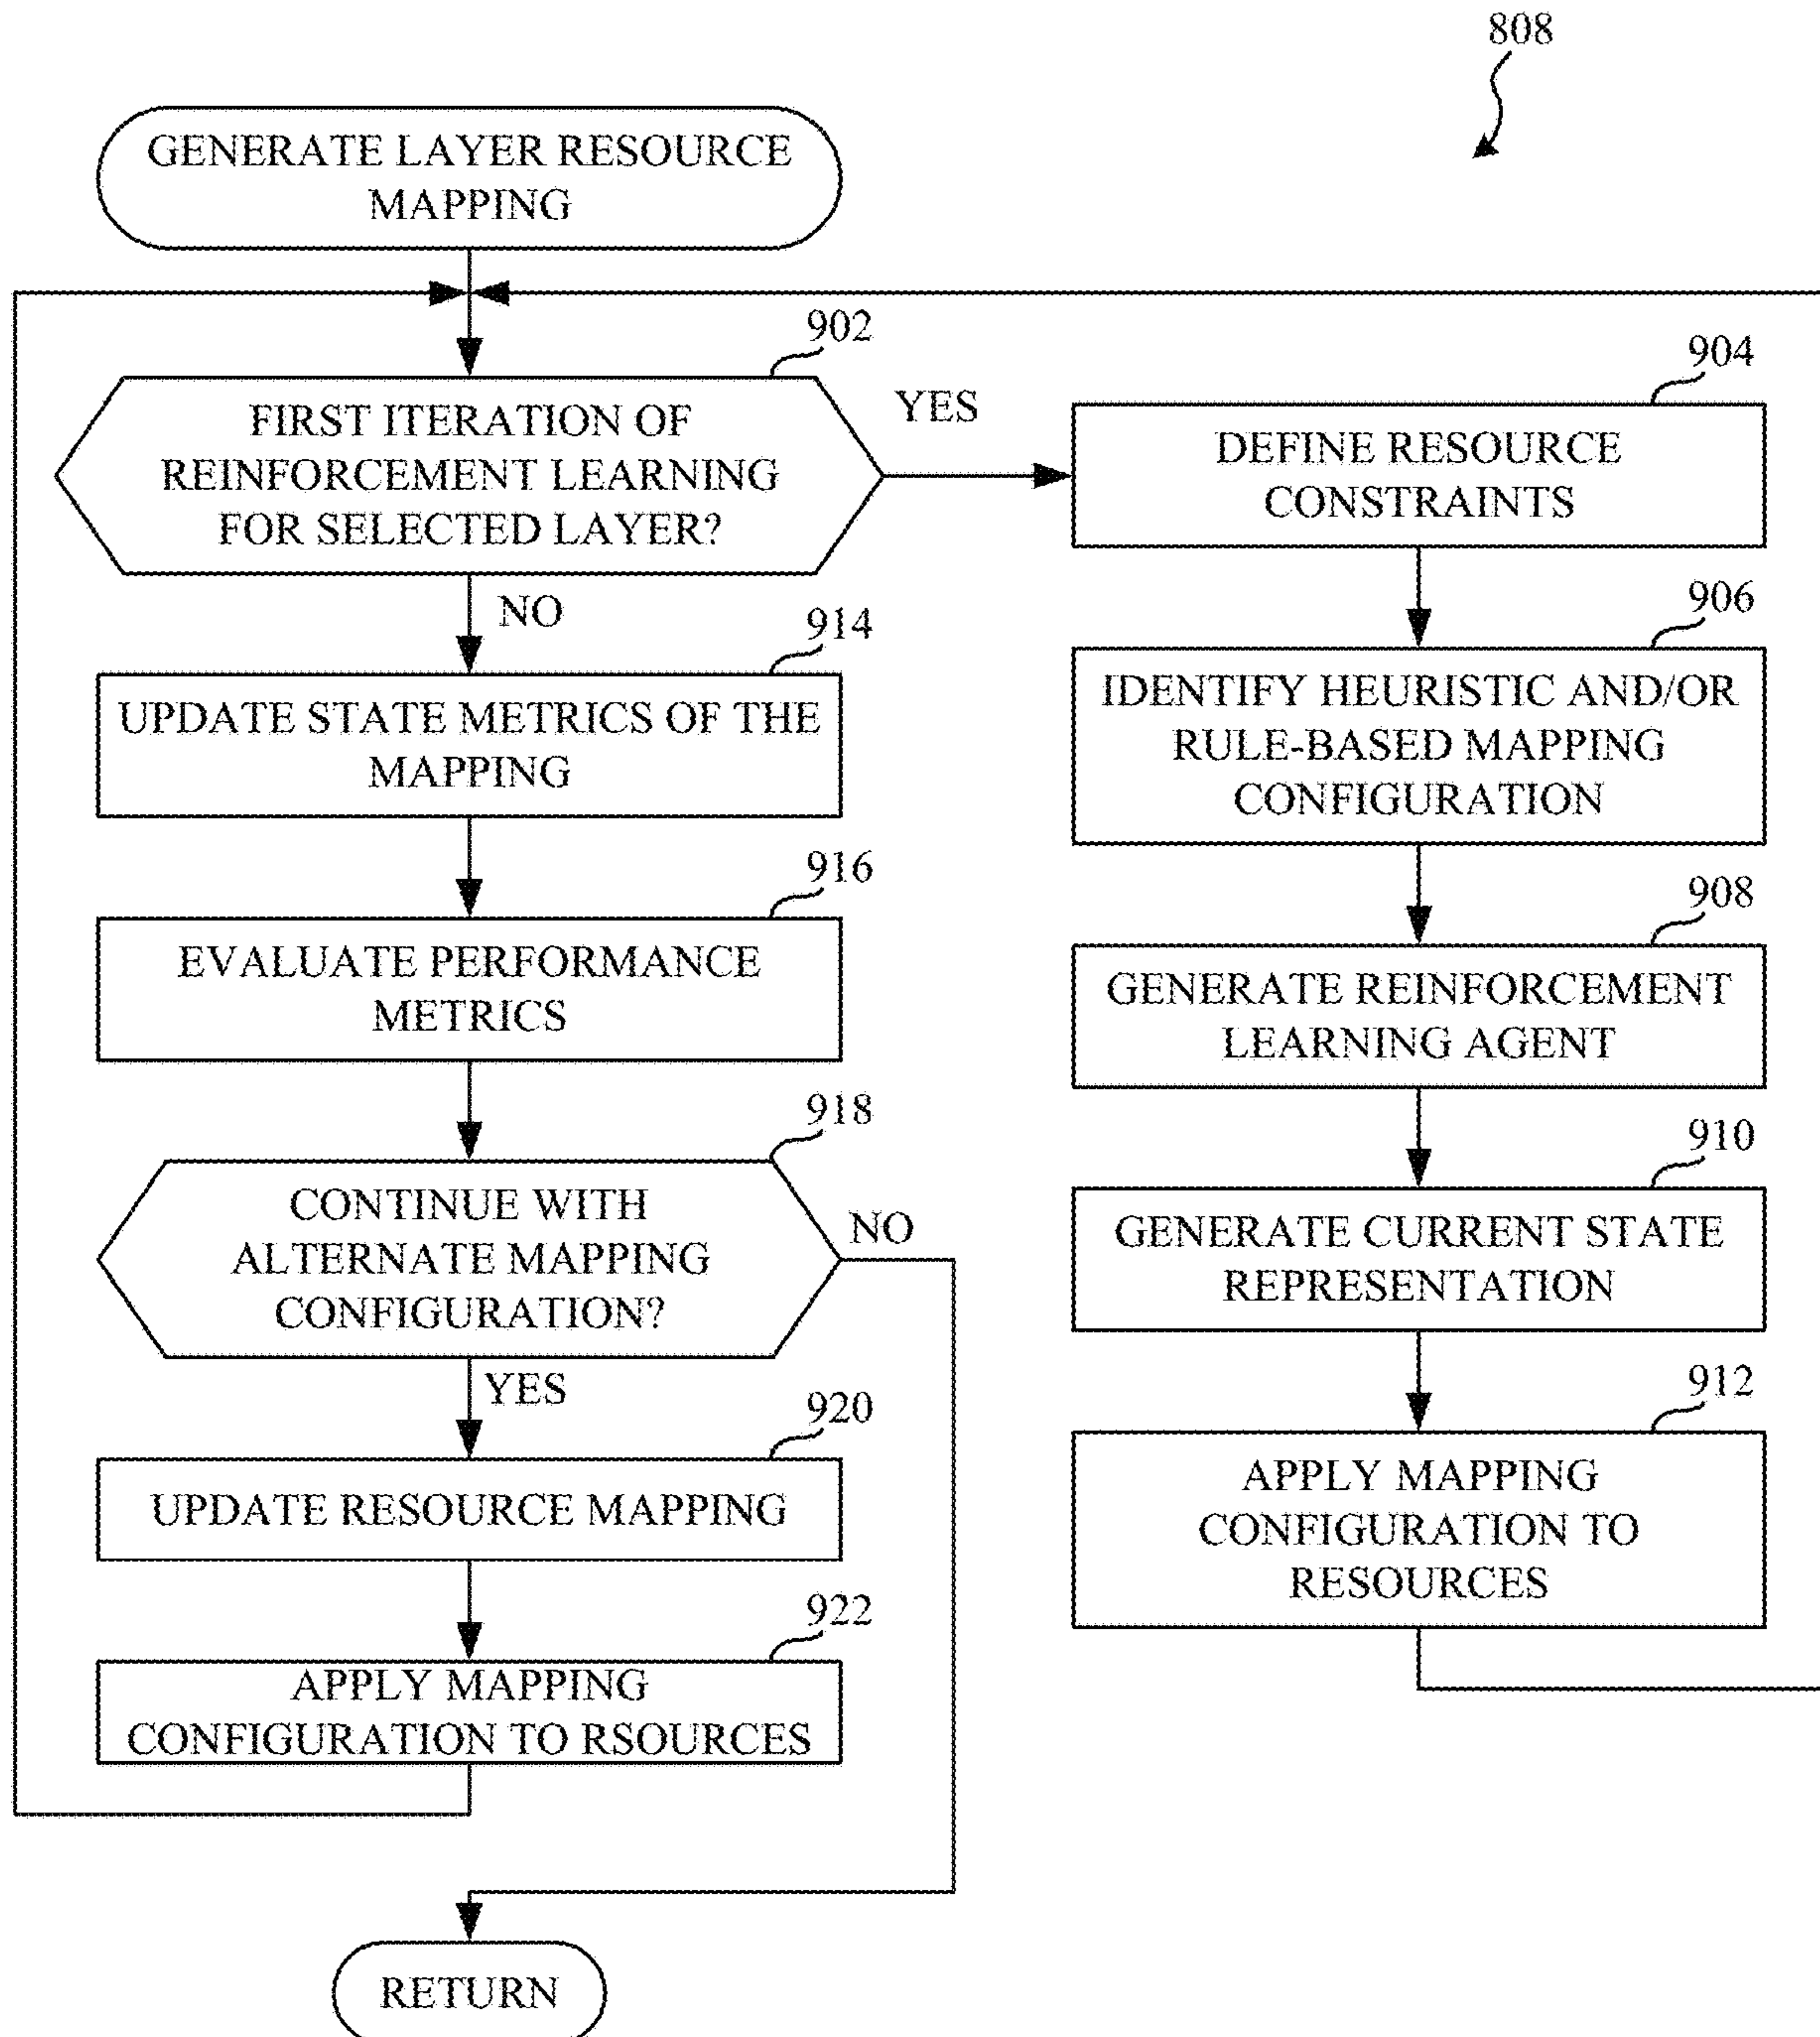 808
GENERATE LAYER RESOURCE
MAPPING
902
FIRST ITERATION OF
REINFORCEMENT LEARNING
FOR SELECTED LAYER?
YES
NO
904
DEFINE RESOURCE
CONSTRAINTS
906
IDENTIFY HEURISTIC AND/OR
RULE-BASED MAPPING
CONFIGURATION
908
GENERATE REINFORCEMENT
LEARNING AGENT
910
GENERATE CURRENT STATE
REPRESENTATION
912
APPLY MAPPING
CONFIGURATION TO
RESOURCES
914
UPDATE STATE METRICS OF THE
MAPPING
916
EVALUATE PERFORMANCE
METRICS
918
CONTINUE WITH
ALTERNATE MAPPING
CONFIGURATION?
NO
YES
920
UPDATE RESOURCE MAPPING
922
APPLY MAPPING
CONFIGURATION TO RSOURCES
RETURN